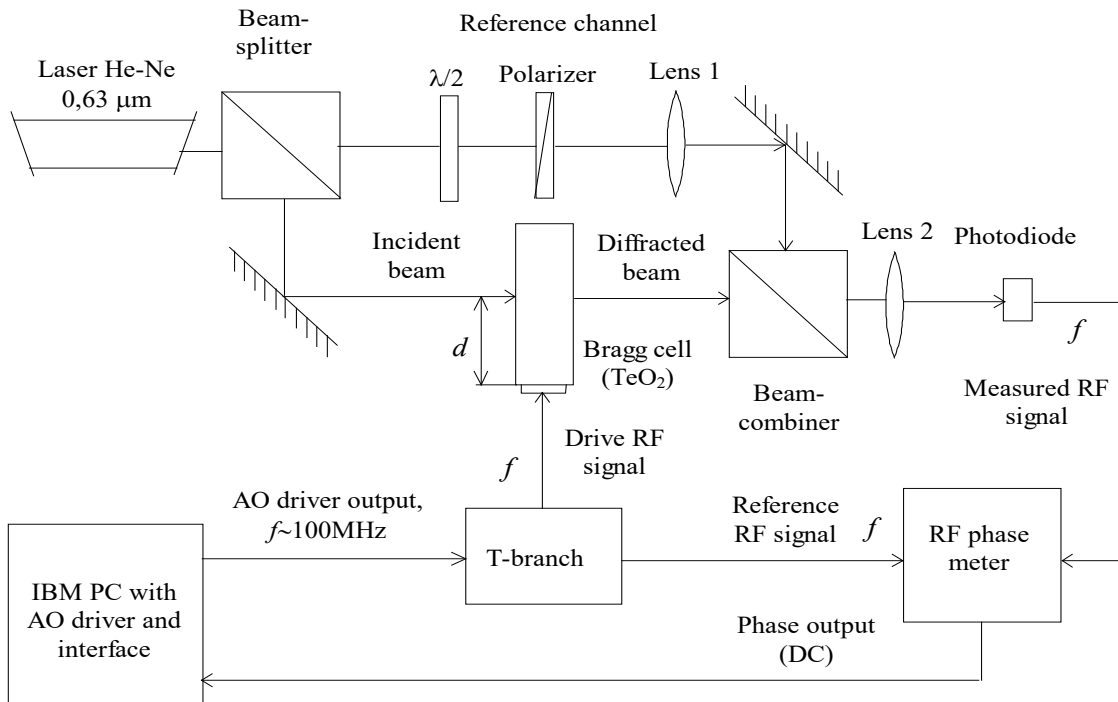 Beam-
splitter
Reference channel
Laser He-Ne
0,63 μm
λ/2
Polarizer
Lens 1
Incident
beam
Diffracted
beam
Lens 2
Photodiode
d
Bragg cell
(TeO₂)
f
Beam-
combiner
Measured RF
signal
Drive RF
signal
f
AO driver output,
f~100MHz
Reference
RF signal
f
RF phase
meter
T-branch
IBM PC with
AO driver and
interface
Phase output
(DC)